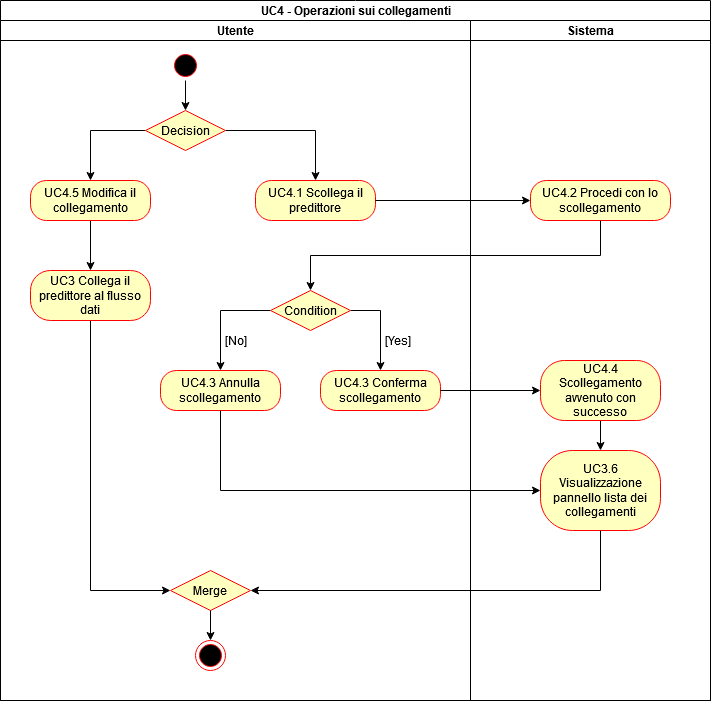 UC4 - Operazioni sui collegamenti
Utente
Sistema
Decision
UC4.5 Modifica il
collegamento
UC4.1 Scollega il
predittore
UC4.2 Procedi con lo
scollegamento
UC3 Collega il
predittore al flusso
dati
Condition
[No]
[Yes]
UC4.3 Annulla
scollegamento
UC4.3 Conferma
scollegamento
UC4.4
Scollegamento
avvenuto con
successo
UC3.6
Visualizzazione
pannello lista dei
collegamenti
Merge